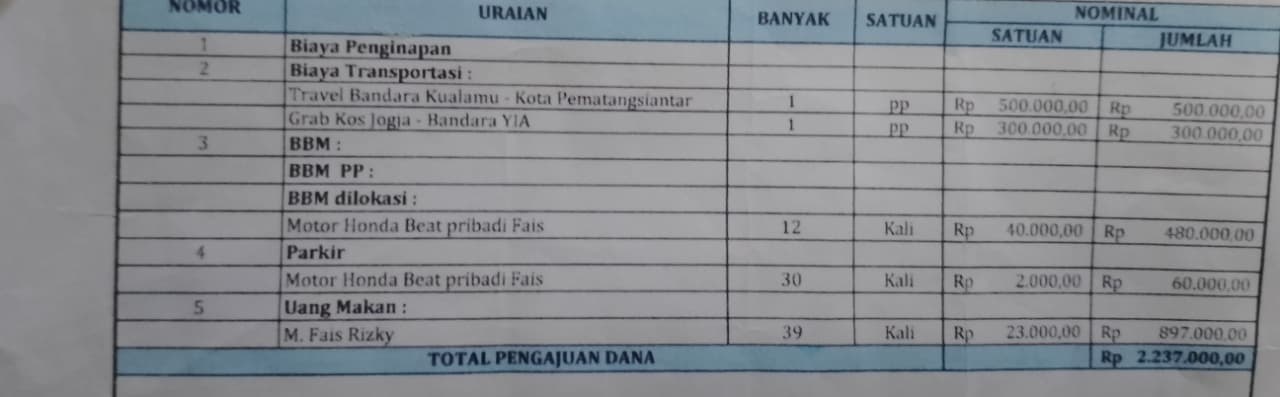 NOMOR URAIAN BANYAK SATUAN NOMINAL
SATUAN JUMLAH
1 Biaya Penginapan
2 Biaya Transportasi :
Travel Bandara Kualamu - Kota Pematangsiantar 1 pp Rp 500.000,00 Rp 500.000,00
Grab Kos Jogja - Bandara YIA 1 pp Rp 300.000,00 Rp 300.000,00
3 BBM :
BBM PP :
BBM dilokasi :
Motor Honda Beat pribadi Fais 12 Kali Rp 40.000,00 Rp 480.000,00
4 Parkir
Motor Honda Beat pribadi Fais 30 Kali Rp 2.000,00 Rp 60.000,00
5 Uang Makan :
M. Fais Rizky 39 Kali Rp 23.000,00 Rp 897.000,00
TOTAL PENGAJUAN DANA Rp 2.237.000,00